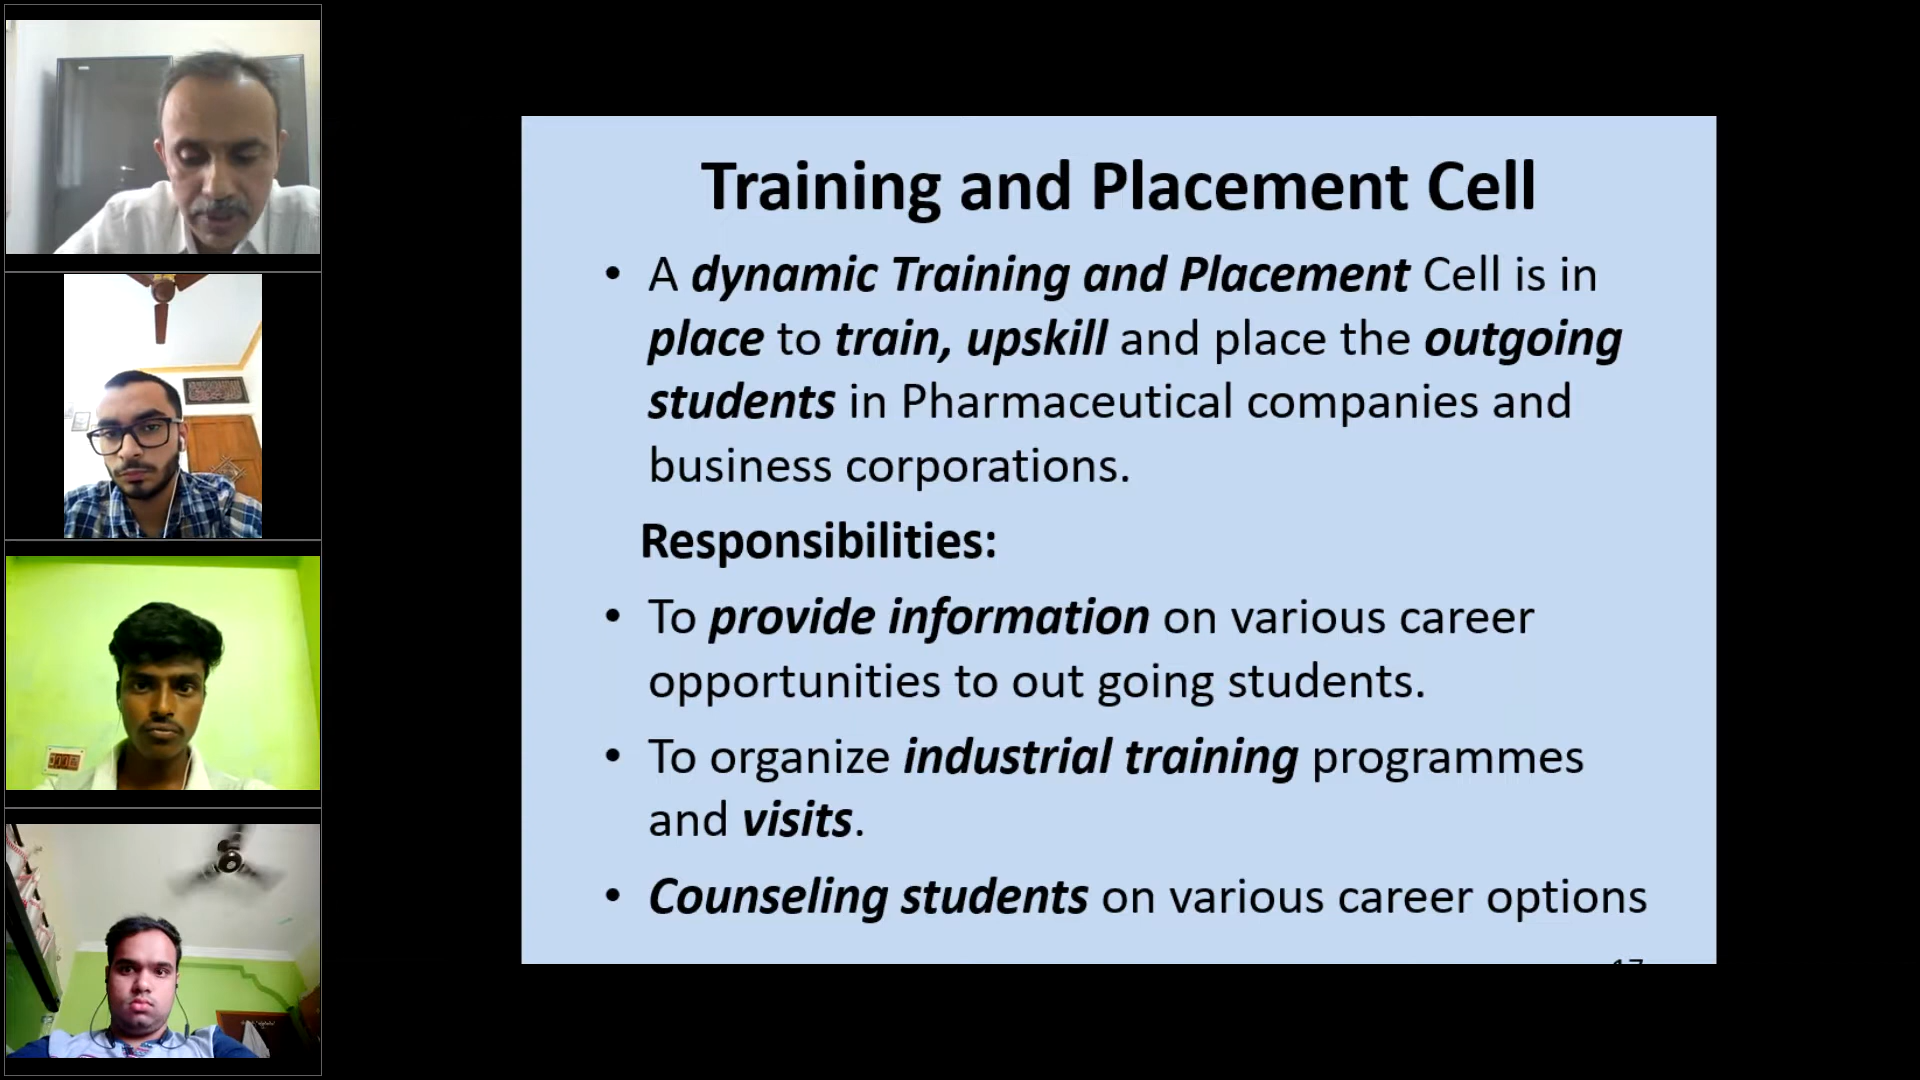 Training and Placement Cell
• A dynamic Training and Placement Cell is in
place to train, upskill and place the outgoing
students in Pharmaceutical companies and
business corporations.
Responsibilities:
• To provide information on various career
opportunities to out going students.
• To organize industrial training programmes
and visits.
• Counseling students on various career options
17